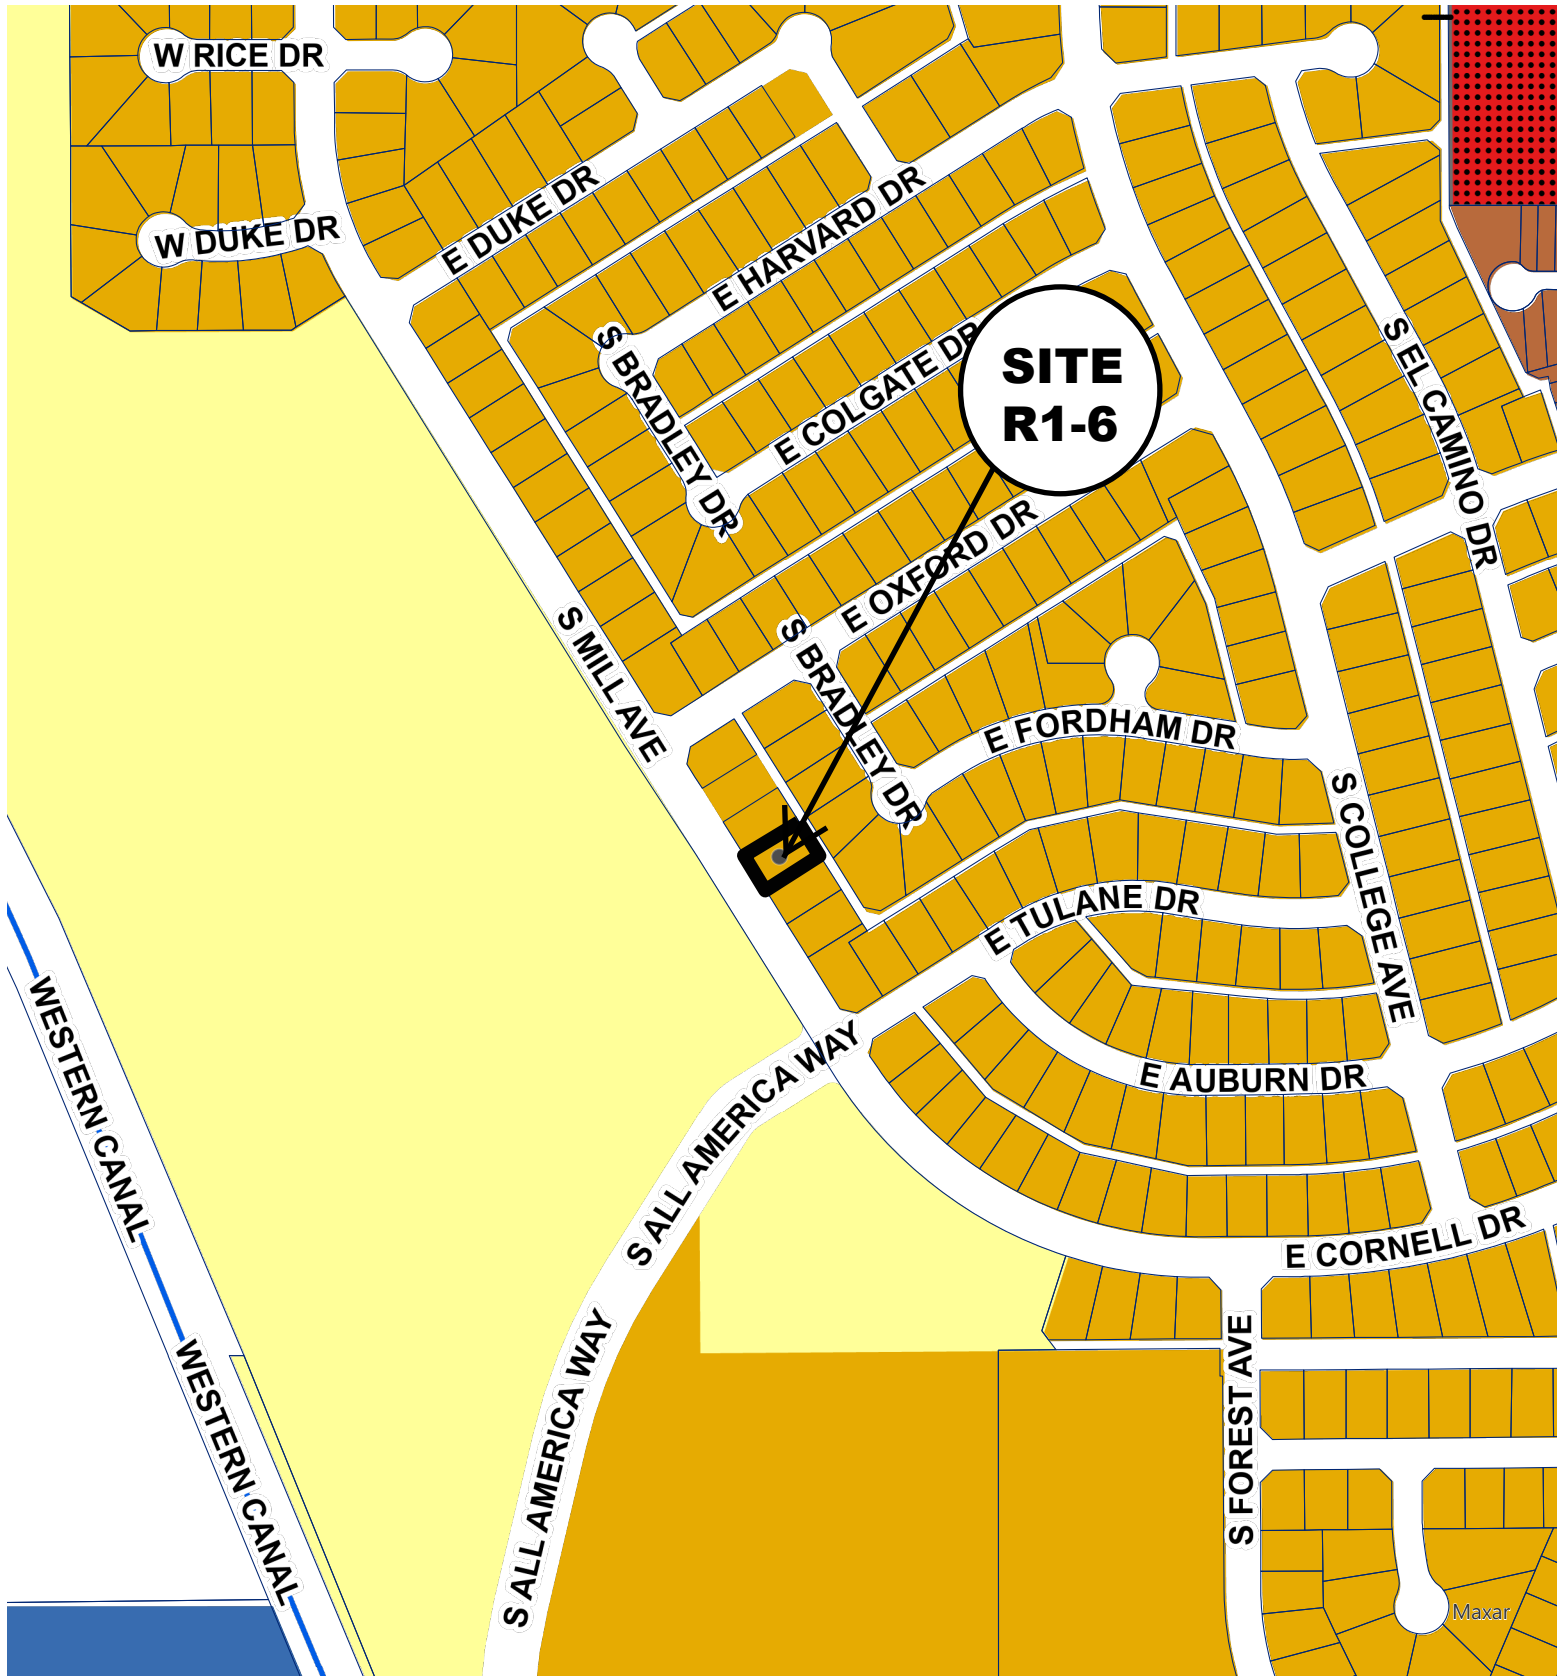 W RICE DR
W DUKE DR
E DUKE DR
E HARVARD DR
S BRADLEY DR
E COLGATE DR
SITE
R1-6
S EL CAMINO DR
E OXFORD DR
S MILL AVE
S BRADLEY DR
E FORDHAM DR
S COLLEGE AVE
E TULANE DR
WESTERN CANAL
S ALL AMERICA WAY
E AUBURN DR
E CORNELL DR
WESTERN CANAL
S ALL AMERICA WAY
S FOREST AVE
Maxar